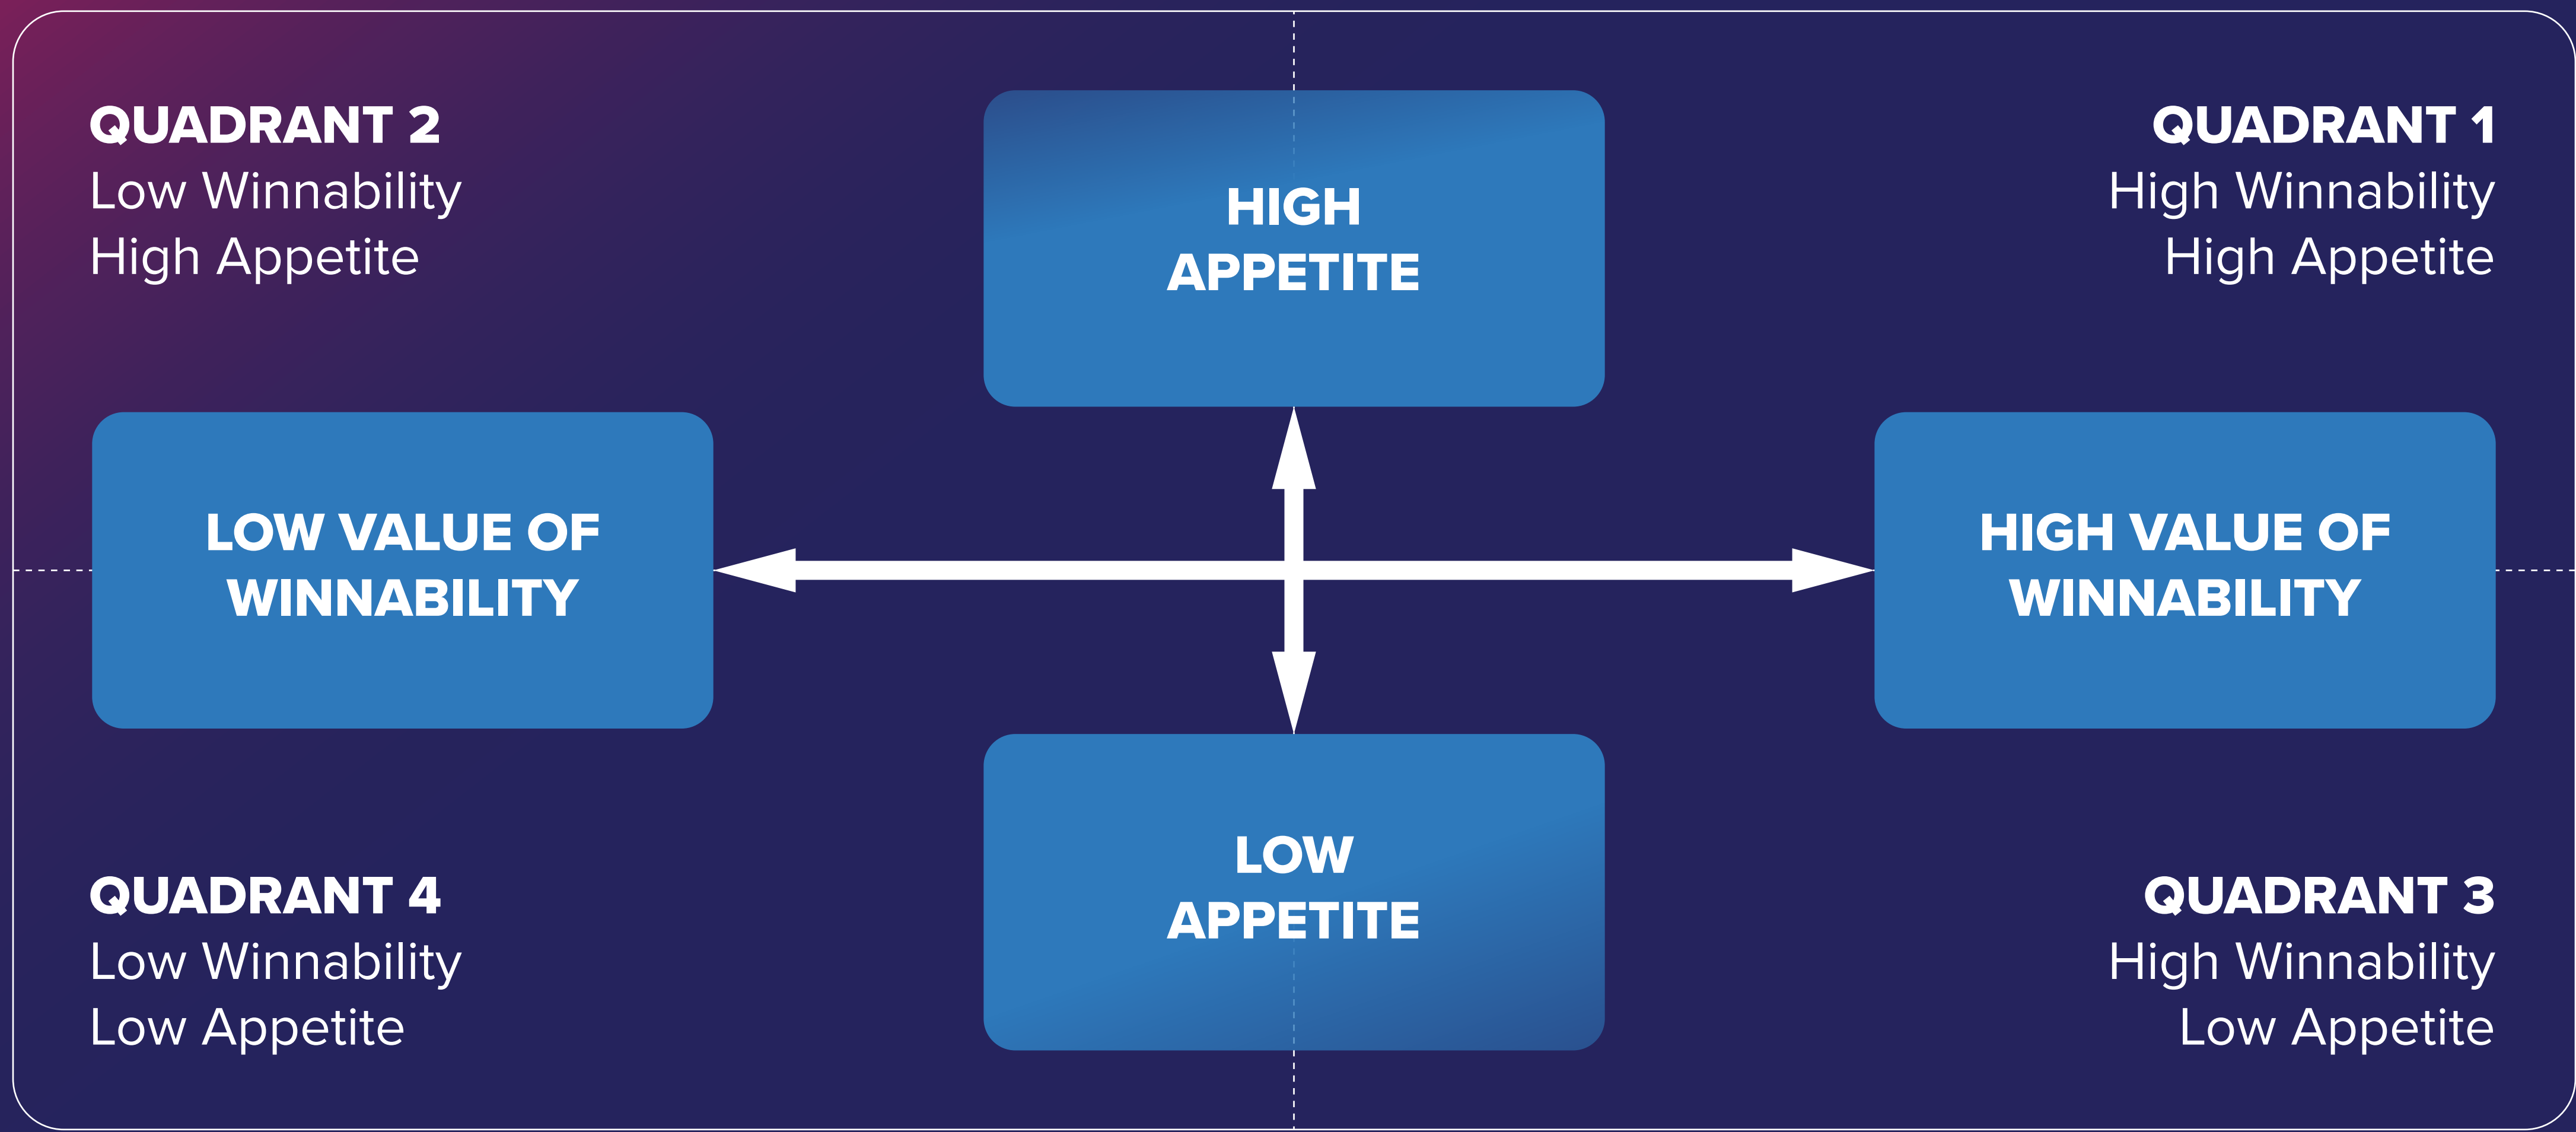 QUADRANT 2
Low Winnability
High Appetite
HIGH
APPETITE
QUADRANT 1
High Winnability
High Appetite
LOW VALUE OF
WINNABILITY
HIGH VALUE OF
WINNABILITY
QUADRANT 4
Low Winnability
Low Appetite
LOW
APPETITE
QUADRANT 3
High Winnability
Low Appetite